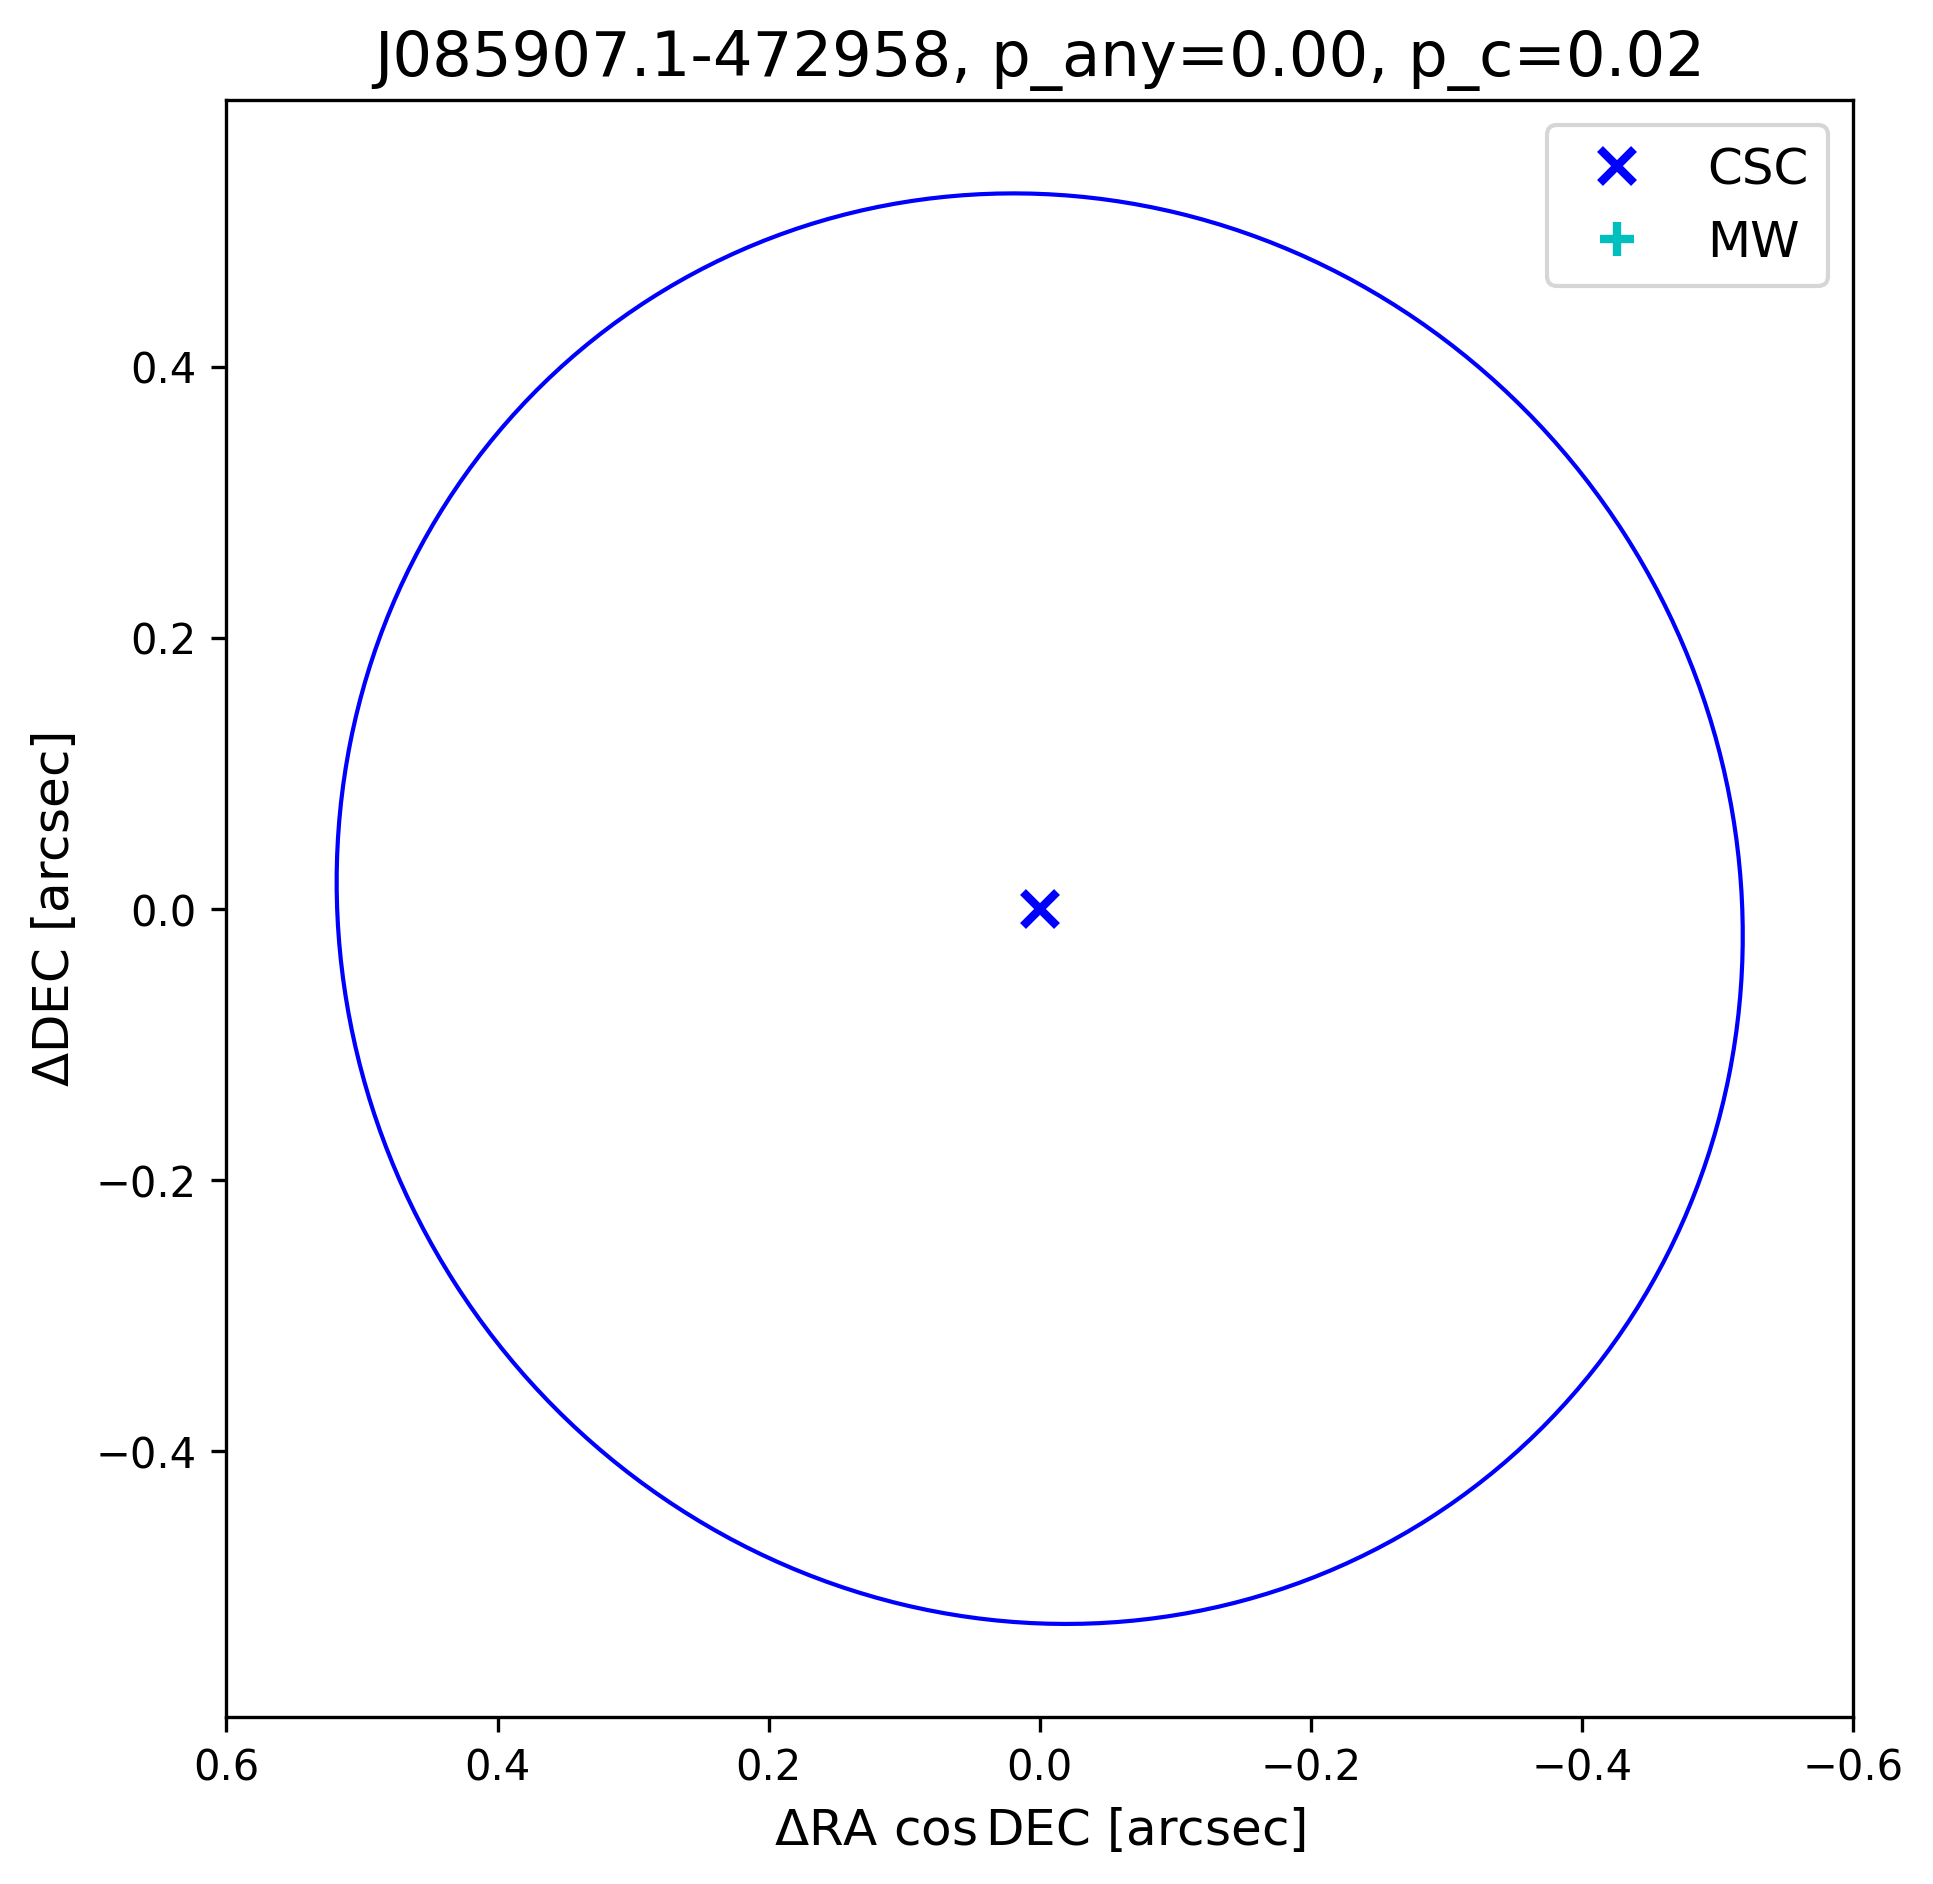 J085907.1-472958, p_any=0.00, p_c=0.02
CSC
MW
0.4
0.2
0.0
−0.2
−0.4
ΔDEC [arcsec]
0.6 0.4 0.2 0.0 −0.2 −0.4 −0.6
ΔRA cos DEC [arcsec]